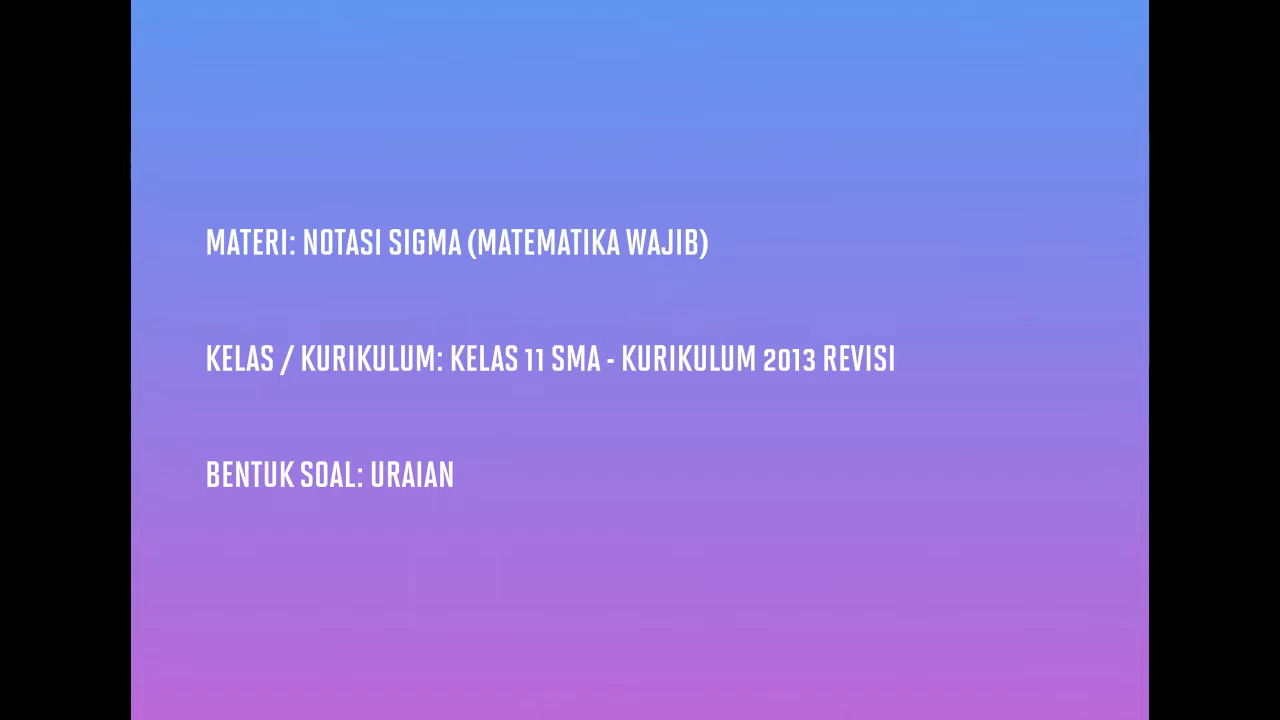 MATERI: NOTASI SIGMA (MATEMATIKA WAJIB)
KELAS / KURIKULUM: KELAS 11 SMA - KURIKULUM 2013 REVISI
BENTUK SOAL: URAIAN